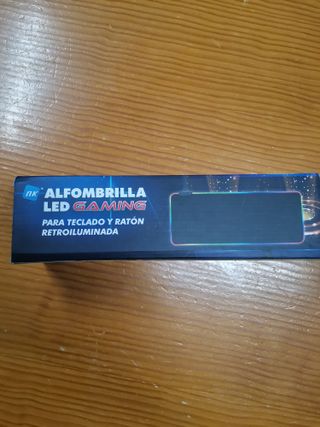 nk ALFOMBRILLA
LED GAMING
PARA TECLADO Y RATÓN
RETROILUMINADA